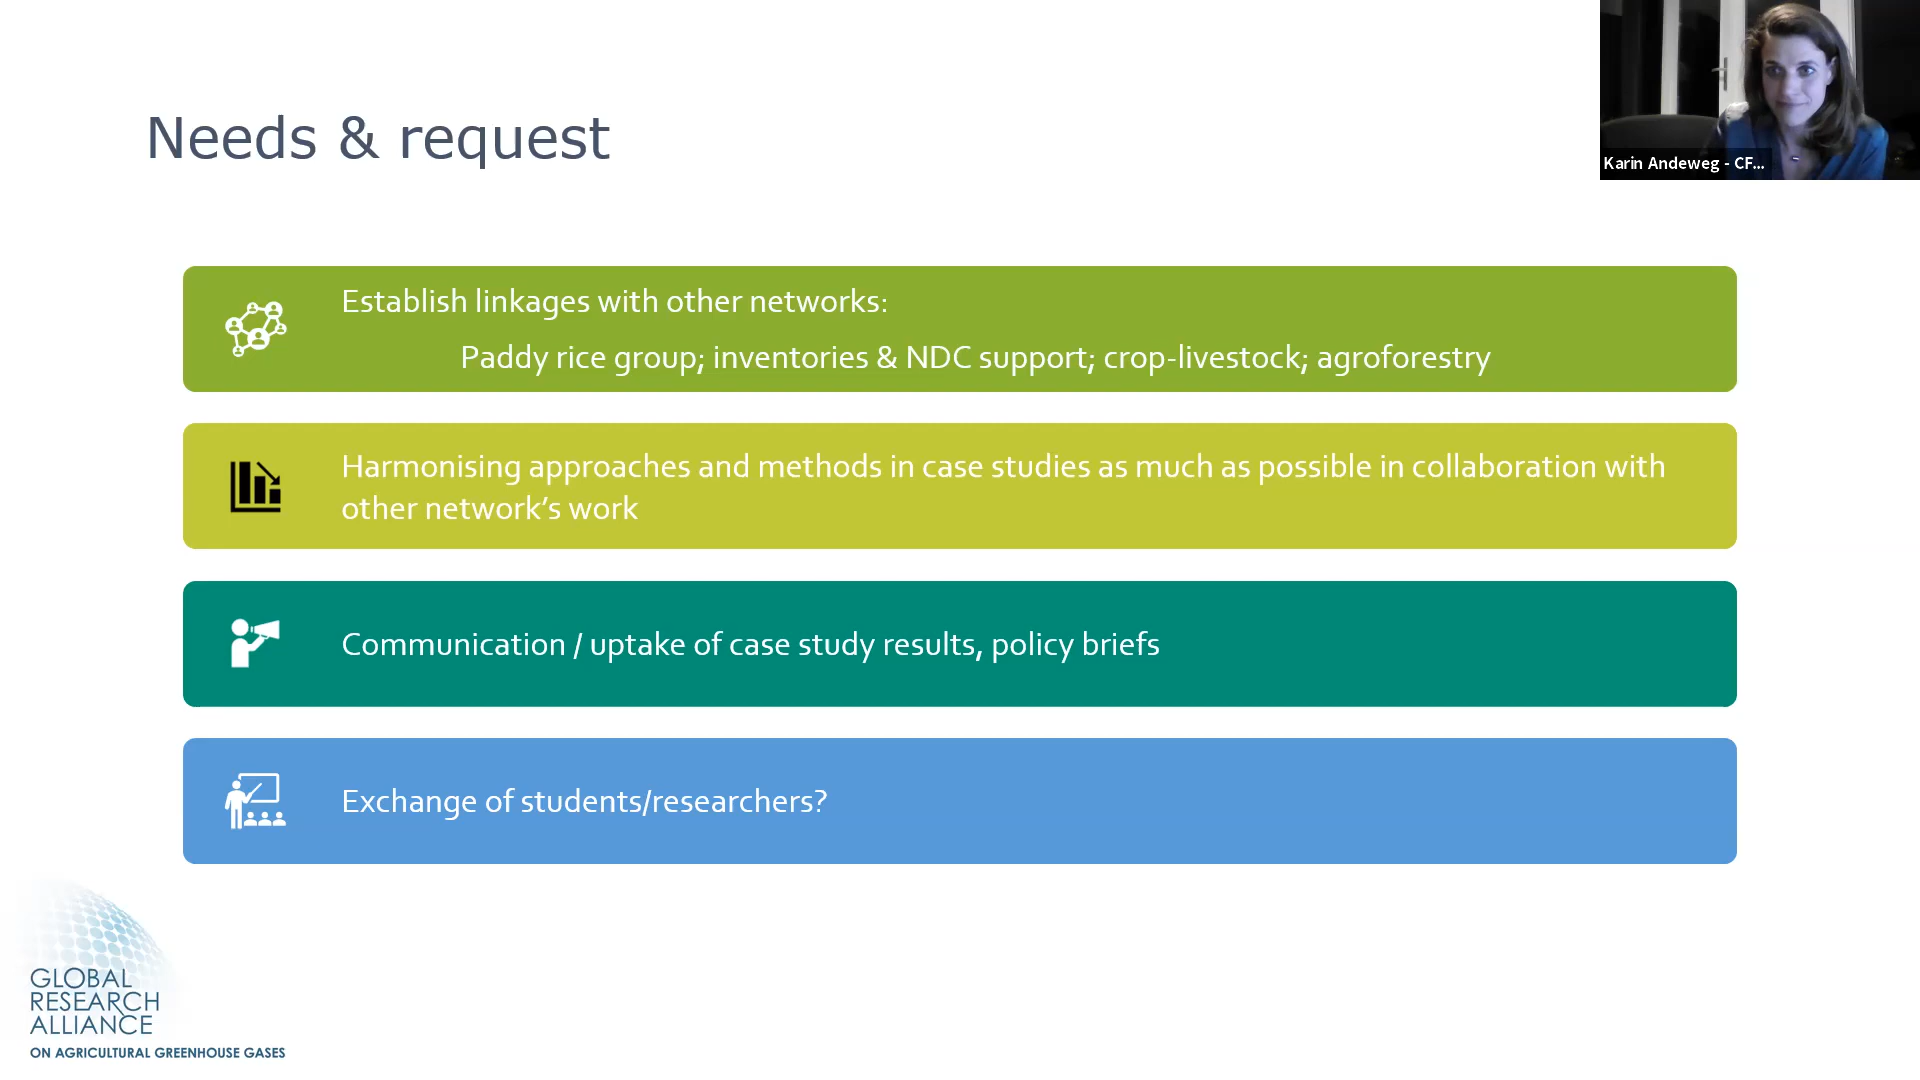 Needs & request
Karin Andeweg - CF...
Establish linkages with other networks:
Paddy rice group; inventories & NDC support; crop-livestock; agroforestry
Harmonising approaches and methods in case studies as much as possible in collaboration with
other network’s work
Communication / uptake of case study results, policy briefs
Exchange of students/researchers?
GLOBAL
RESEARCH
ALLIANCE
ON AGRICULTURAL GREENHOUSE GASES